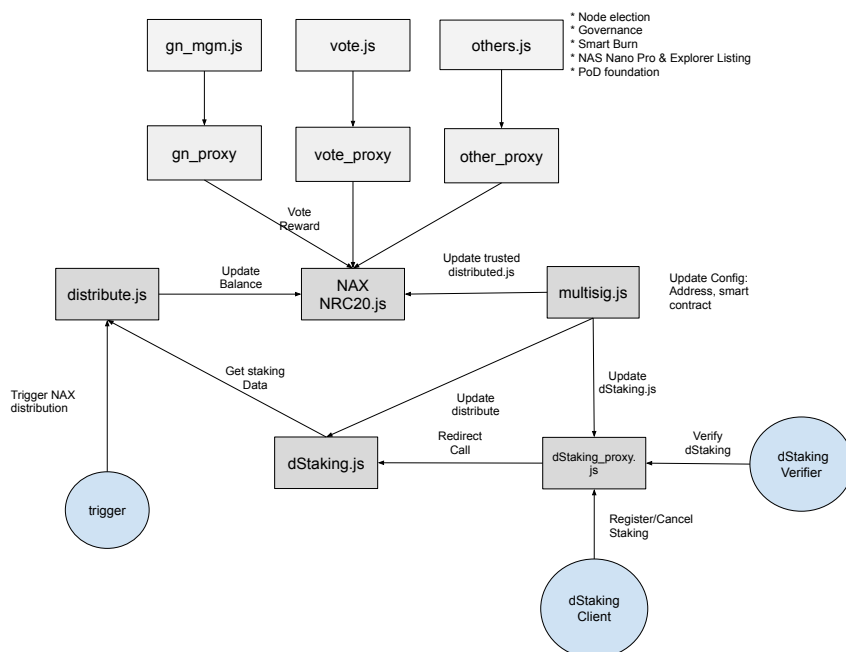 gn_mgm.js
vote.js
others.js
* Node election
* Governance
* Smart Burn
* NAS Nano Pro & Explorer Listing
* PoD foundation
gn_proxy
vote_proxy
other_proxy
Vote
Reward
Update trusted
distributed.js
Update
Balance
distribute.js
NAX
NRC20.js
multisig.js
Update Config:
Address, smart
contract
Get staking
Data
Trigger NAX
distribution
Update
dStaking.js
Update
distribute
Redirect
Call
Verify
dStaking
dStaking.js
dStaking_proxy.
js
dStaking
Verifier
trigger
Register/Cancel
Staking
dStaking
Client